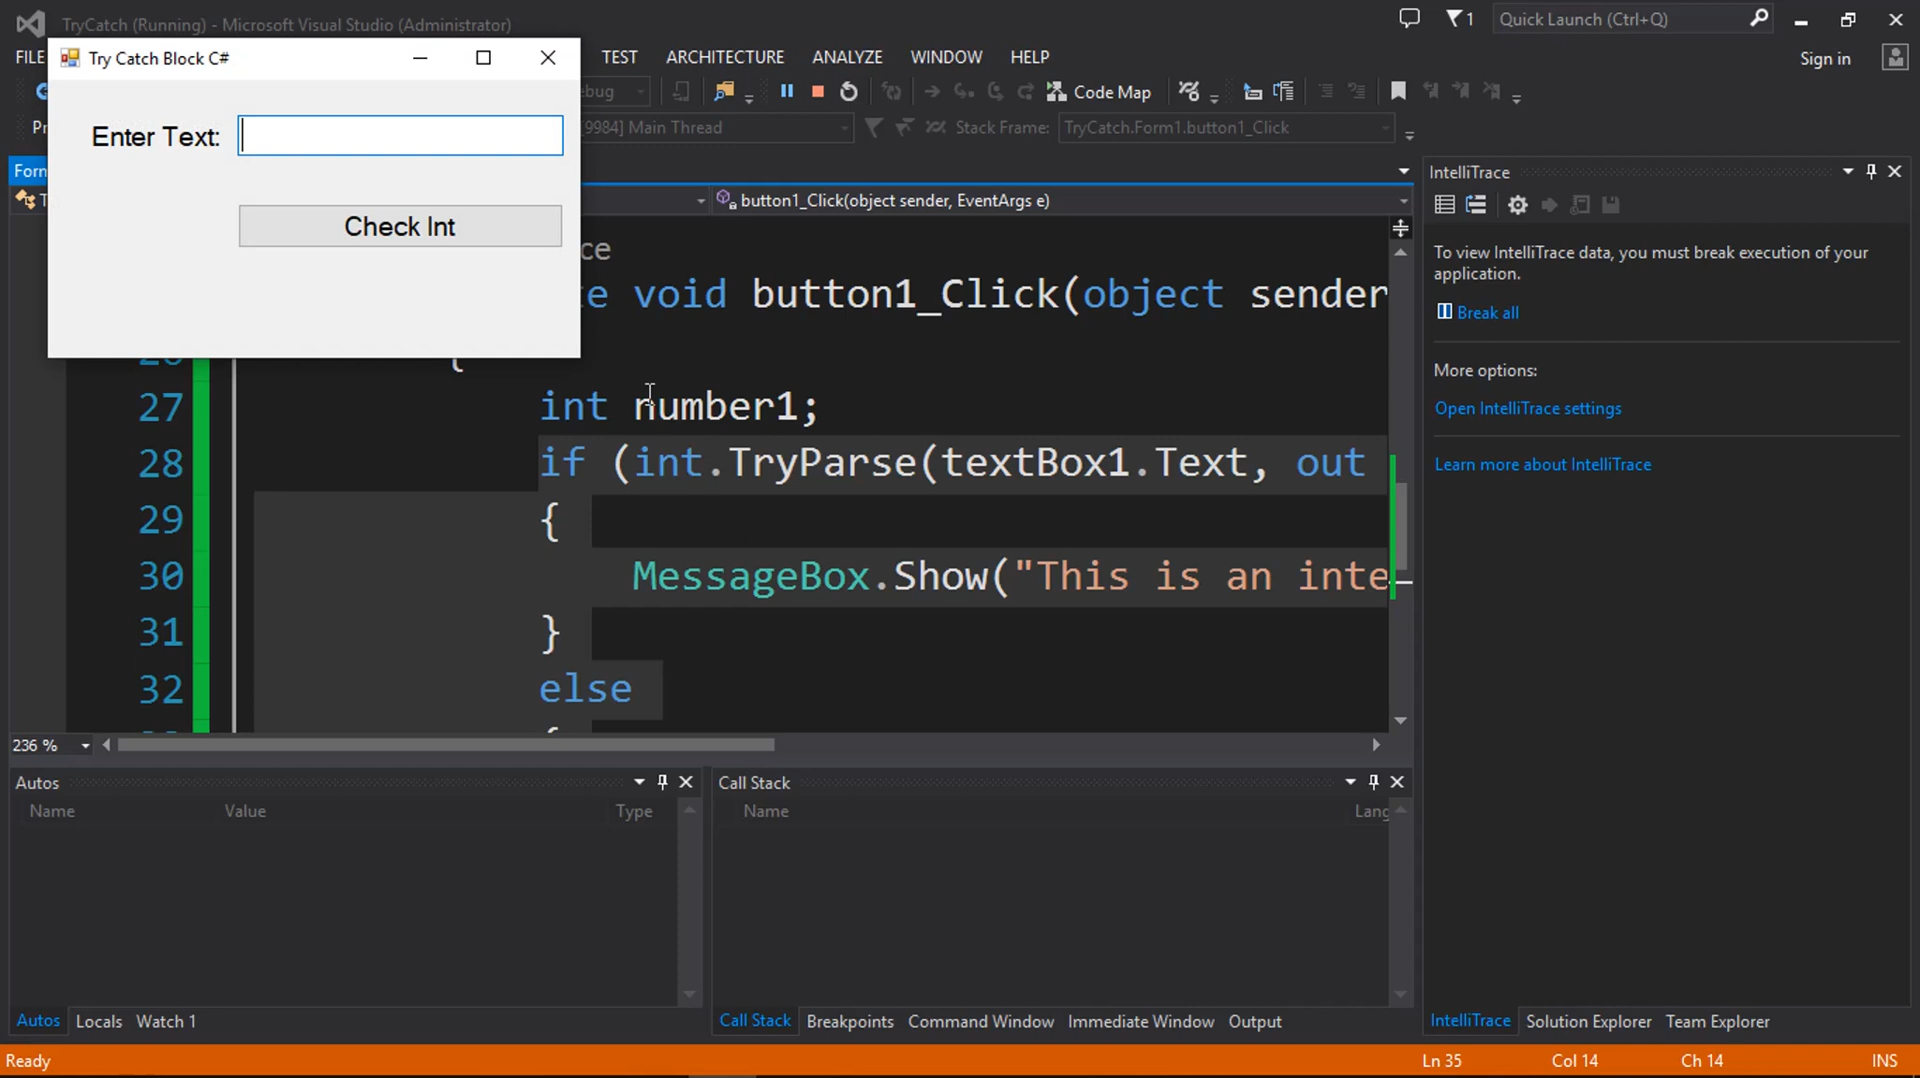 TryCatch (Running) - Microsoft Visual Studio (Administrator)
1
Quick Launch (Ctrl+Q)
Try Catch Block C#
FILE
TEST
ARCHITECTURE
ANALYZE
WINDOW
HELP
Sign in
Code Map
[9984] Main Thread
Stack Frame:
TryCatch.Form1.button1_Click
Enter Text:
Check Int
button1_Click(object sender, EventArgs e)
void button1_Click(object sender
{
27 int number1;
28 if (int.TryParse(textBox1.Text, out
29 {
30 MessageBox.Show("This is an inte
31 }
32 else
{
236 %
IntelliTrace
To view IntelliTrace data, you must break execution of your
application.
Break all
More options:
Open IntelliTrace settings
Learn more about IntelliTrace
Autos
Name Value Type
Call Stack
Name Lang
Autos Locals Watch 1
Call Stack Breakpoints Command Window Immediate Window Output
IntelliTrace Solution Explorer Team Explorer
Ready
Ln 35 Col 14 Ch 14 INS